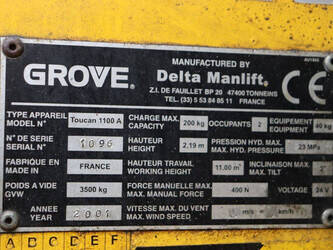 GROVE®
MANUFACTURED BY
Delta Manlift®
Z.I. DE FAUILLET BP 20 47400 TONNEINS
TEL. (33) 5 53 84 85 11 FRANCE
TYPE APPAREIL MODEL N° Toucan 1100 A CHARGE MAX. CAPACITY 200 kg OCCUPANTS 2 EQUIPEMENT EQUIPMENT 40 kg
N° DE SERIE SERIAL N° 1096 HAUTEUR HEIGHT 2,19 m PRESSION HYD. MAX. MAX. HYD. PRESSURE 23 MPa
FABRIQUE EN MADE IN FRANCE HAUTEUR TRAVAIL WORKING HEIGHT 11,00 m INCLINAISON MAX. MAX. TILT 2°
POIDS A VIDE GVW 3500 kg FORCE MANUELLE MAX. MAX. MANUAL FORCE 400 N VOLTAGE 24 V
ANNEE YEAR 2001 VITESSE MAX DU VENT MAX. WIND SPEED m/s km/h
A B C D E F